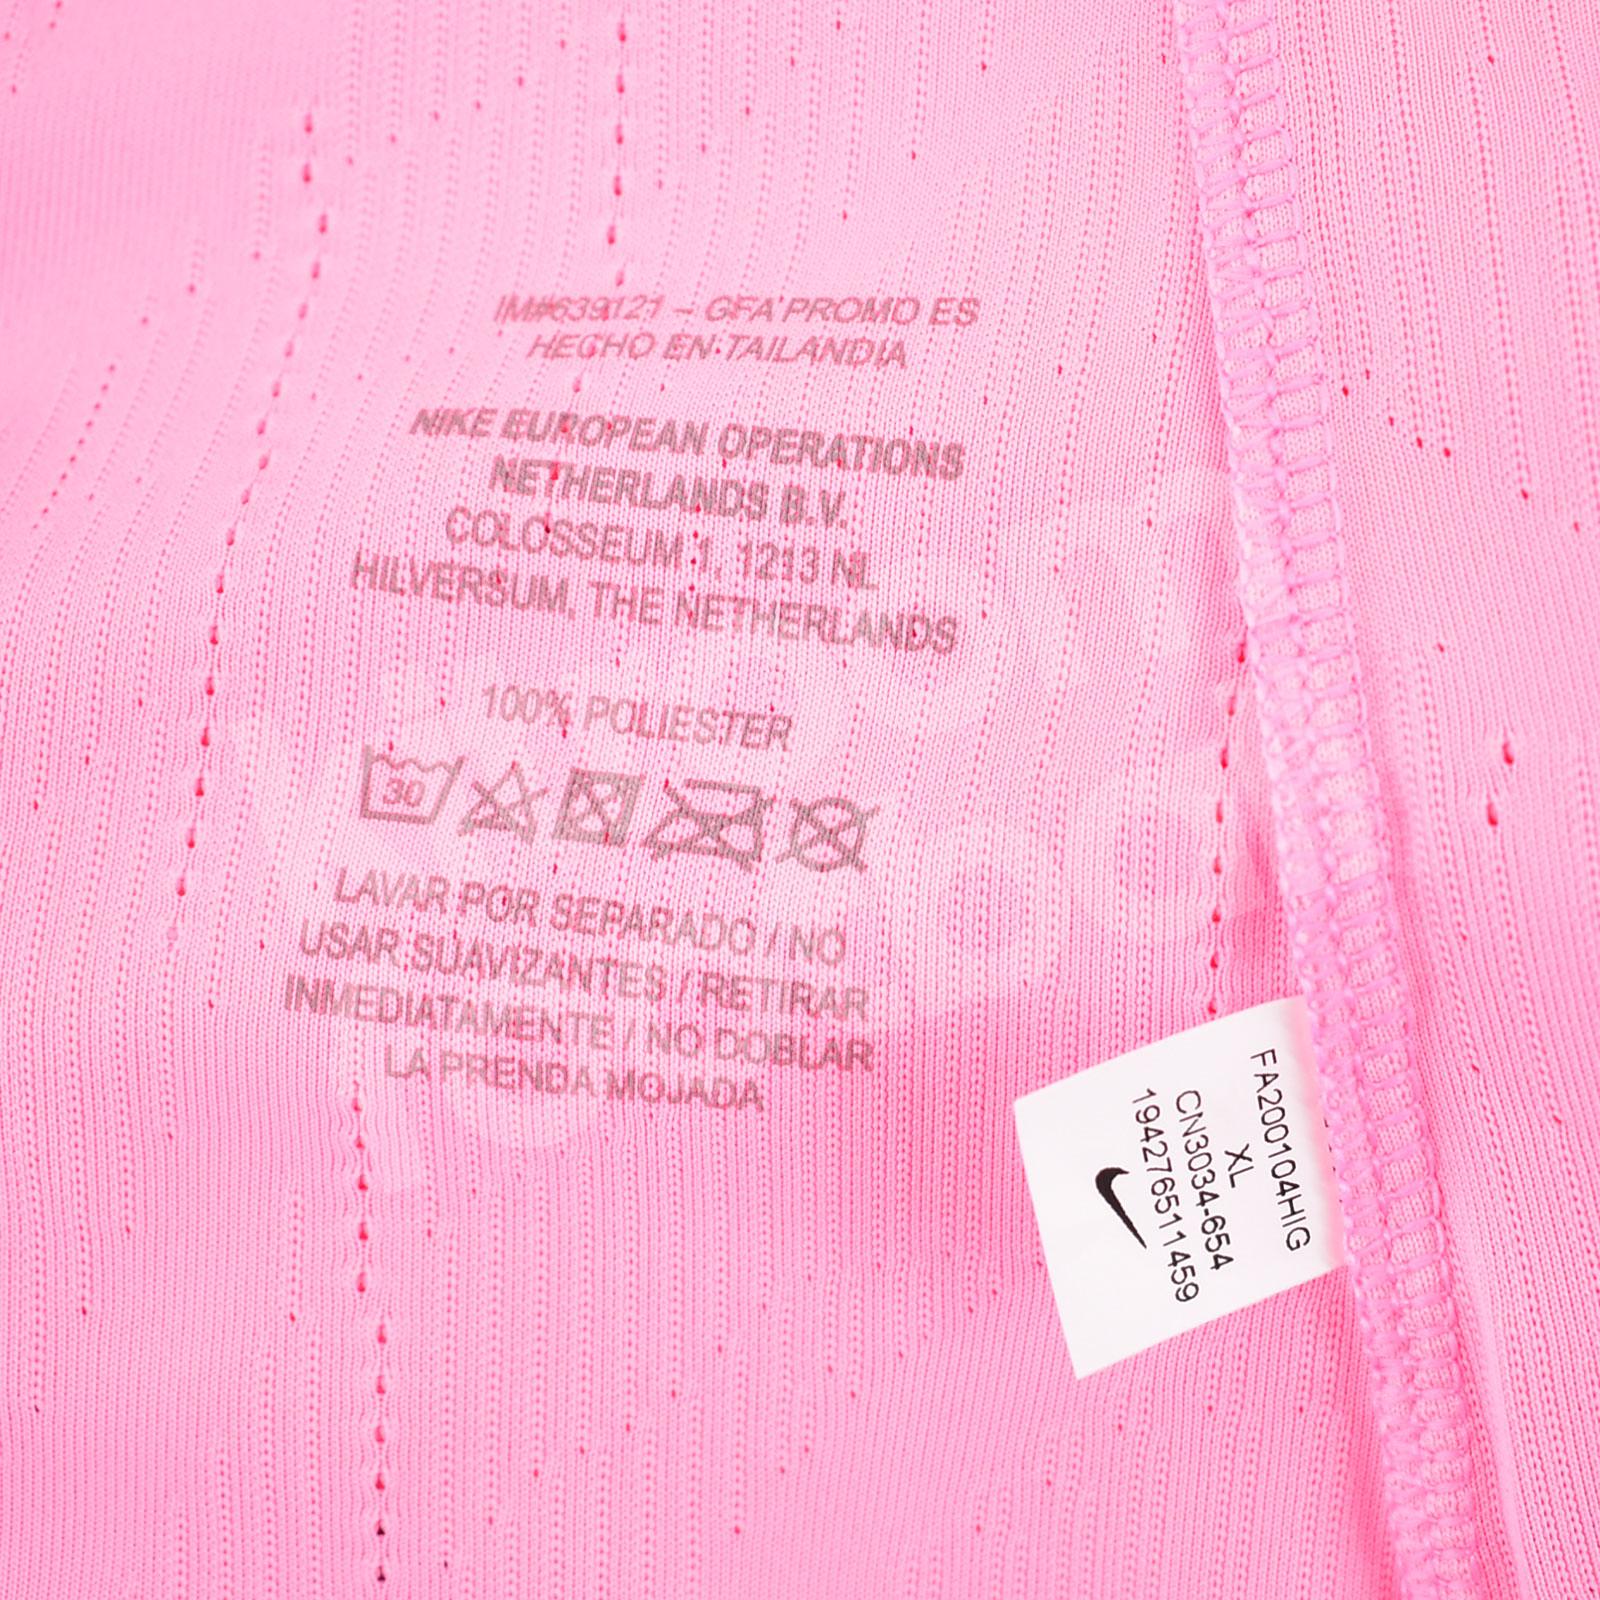 IM#639121 – GFA PROMO ES
HECHO EN TAILANDIA
NIKE EUROPEAN OPERATIONS
NETHERLANDS B.V.
COLOSSEUM 1, 1213 NL
HILVERSUM, THE NETHERLANDS
100% POLIESTER
30
LAVAR POR SEPARADO / NO
USAR SUAVIZANTES / RETIRAR
INMEDIATAMENTE / NO DOBLAR
LA PRENDA MOJADA
FA200104HIG
XL
CN3034-654
194276511459